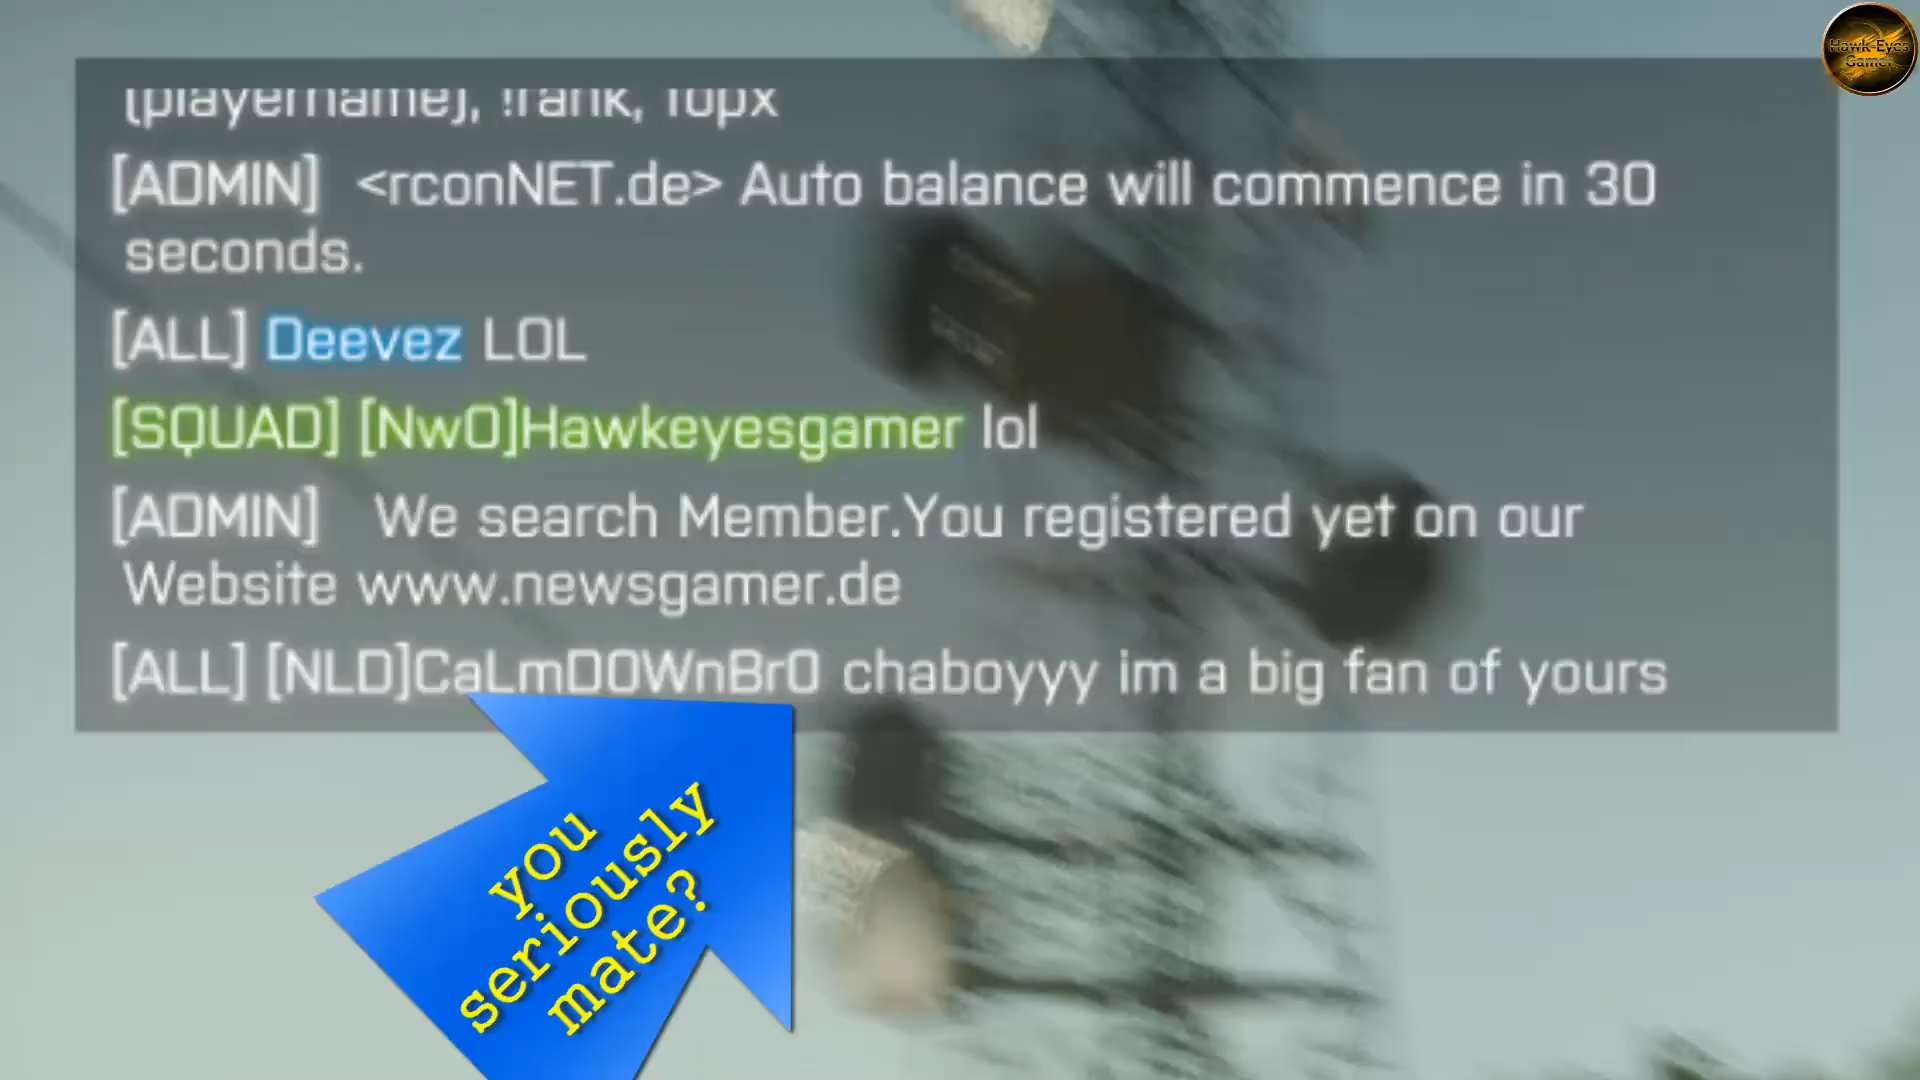 [playername], !rank, !topx
[ADMIN] <rconNET.de> Auto balance will commence in 30
seconds.
[ALL] Deevez LOL
[SQUAD] [NwO]Hawkeyesgamer lol
[ADMIN] We search Member.You registered yet on our
Website www.newsgamer.de
[ALL] [NLD]CaLmD0WnBr0 chaboyyy im a big fan of yours
you
seriously
mate?
Hawk-Eyes
Gamer